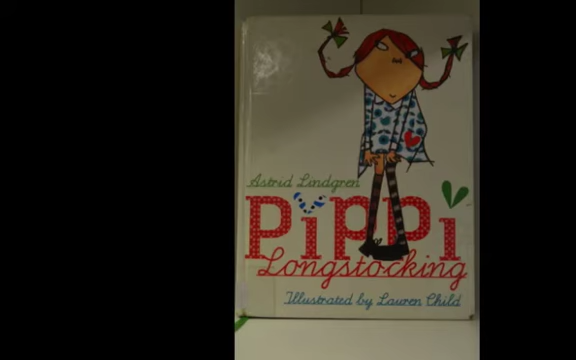 Astrid Lindgren
Pippi
Longstocking
Illustrated by Lauren Child